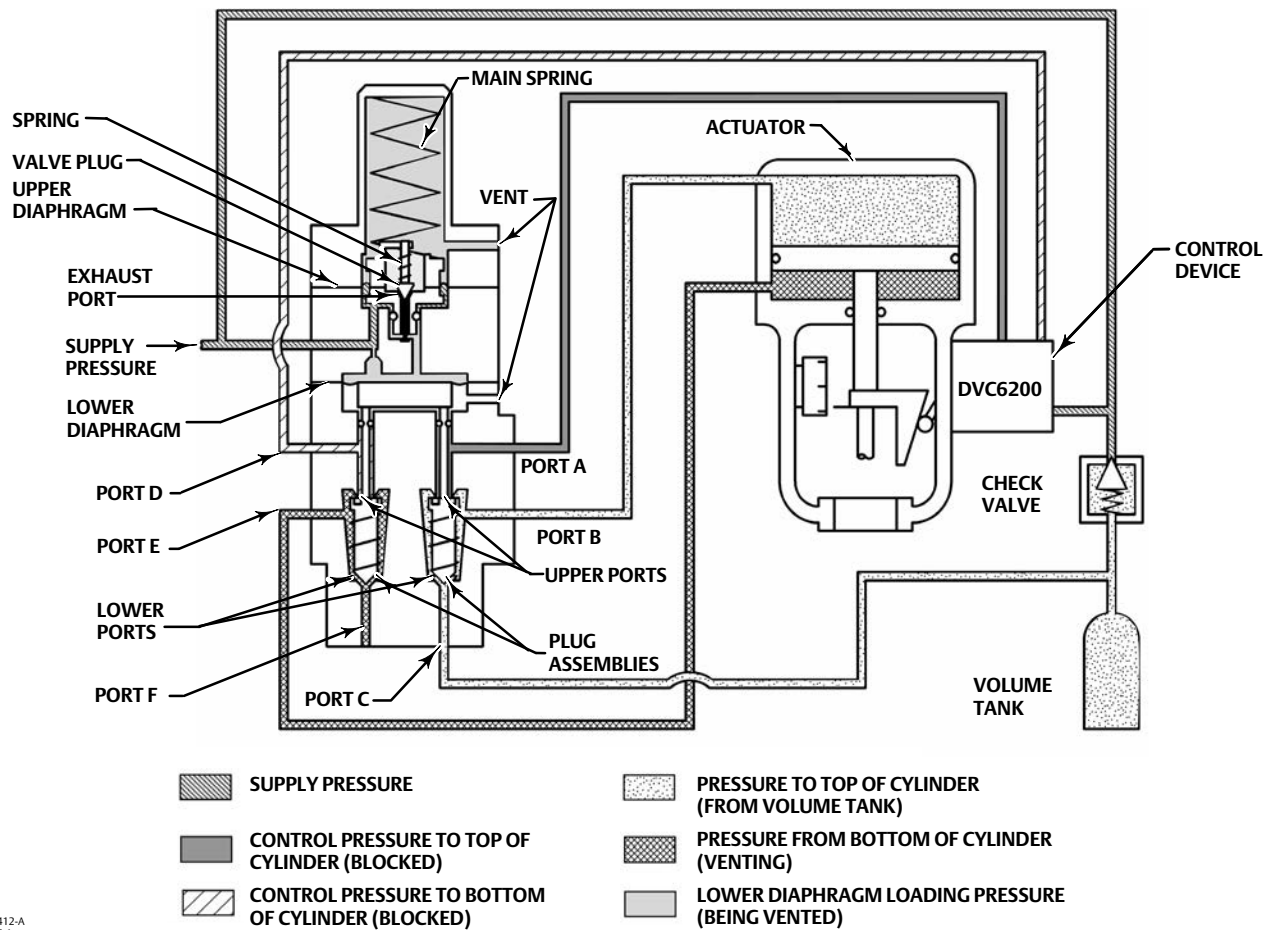 MAIN SPRING
SPRING
ACTUATOR
VALVE PLUG
UPPER
DIAPHRAGM
VENT
CONTROL
DEVICE
EXHAUST
PORT
SUPPLY
PRESSURE
DVC6200
LOWER
DIAPHRAGM
PORT A
PORT D
CHECK
VALVE
PORT E
PORT B
UPPER PORTS
LOWER
PORTS
PLUG
ASSEMBLIES
PORT F
PORT C
VOLUME
TANK
SUPPLY PRESSURE
CONTROL PRESSURE TO TOP OF
CYLINDER (BLOCKED)
CONTROL PRESSURE TO BOTTOM
OF CYLINDER (BLOCKED)
PRESSURE TO TOP OF CYLINDER
(FROM VOLUME TANK)
PRESSURE FROM BOTTOM OF CYLINDER
(VENTING)
LOWER DIAPHRAGM LOADING PRESSURE
(BEING VENTED)
412-A